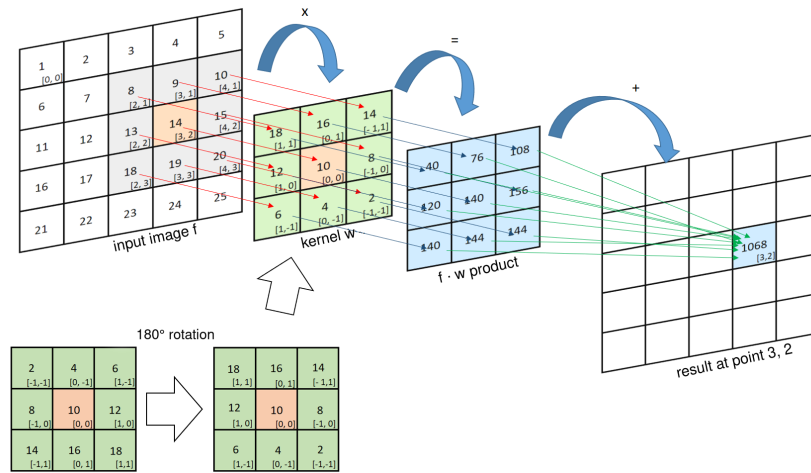 x
=
+
1 2 3 4 5
[0, 0]
6 7 8 9 10
[2, 1] [3, 1] [4, 1]
11 12 13 14 15
[2, 2] [3, 2] [4, 2]
16 17 18 19 20
[2, 3] [3, 3] [4, 3]
21 22 23 24 25
input image f
18 16 14
[1, 1] [0, 1] [- 1,1]
12 10 8
[1, 0] [0, 0] [-1, 0]
6 4 2
[1,-1] [0, -1] [-1,-1]
kernel w
40 76 108
120 140 156
140 144 144
f · w product
1068
[3,2]
result at point 3, 2
180° rotation
2 4 6
[-1,-1] [0, -1] [1,-1]
8 10 12
[-1, 0] [0, 0] [1, 0]
14 16 18
[-1,1] [0, 1] [1,1]
18 16 14
[1, 1] [0, 1] [- 1,1]
12 10 8
[1, 0] [0, 0] [-1, 0]
6 4 2
[1,-1] [0, -1] [-1,-1]